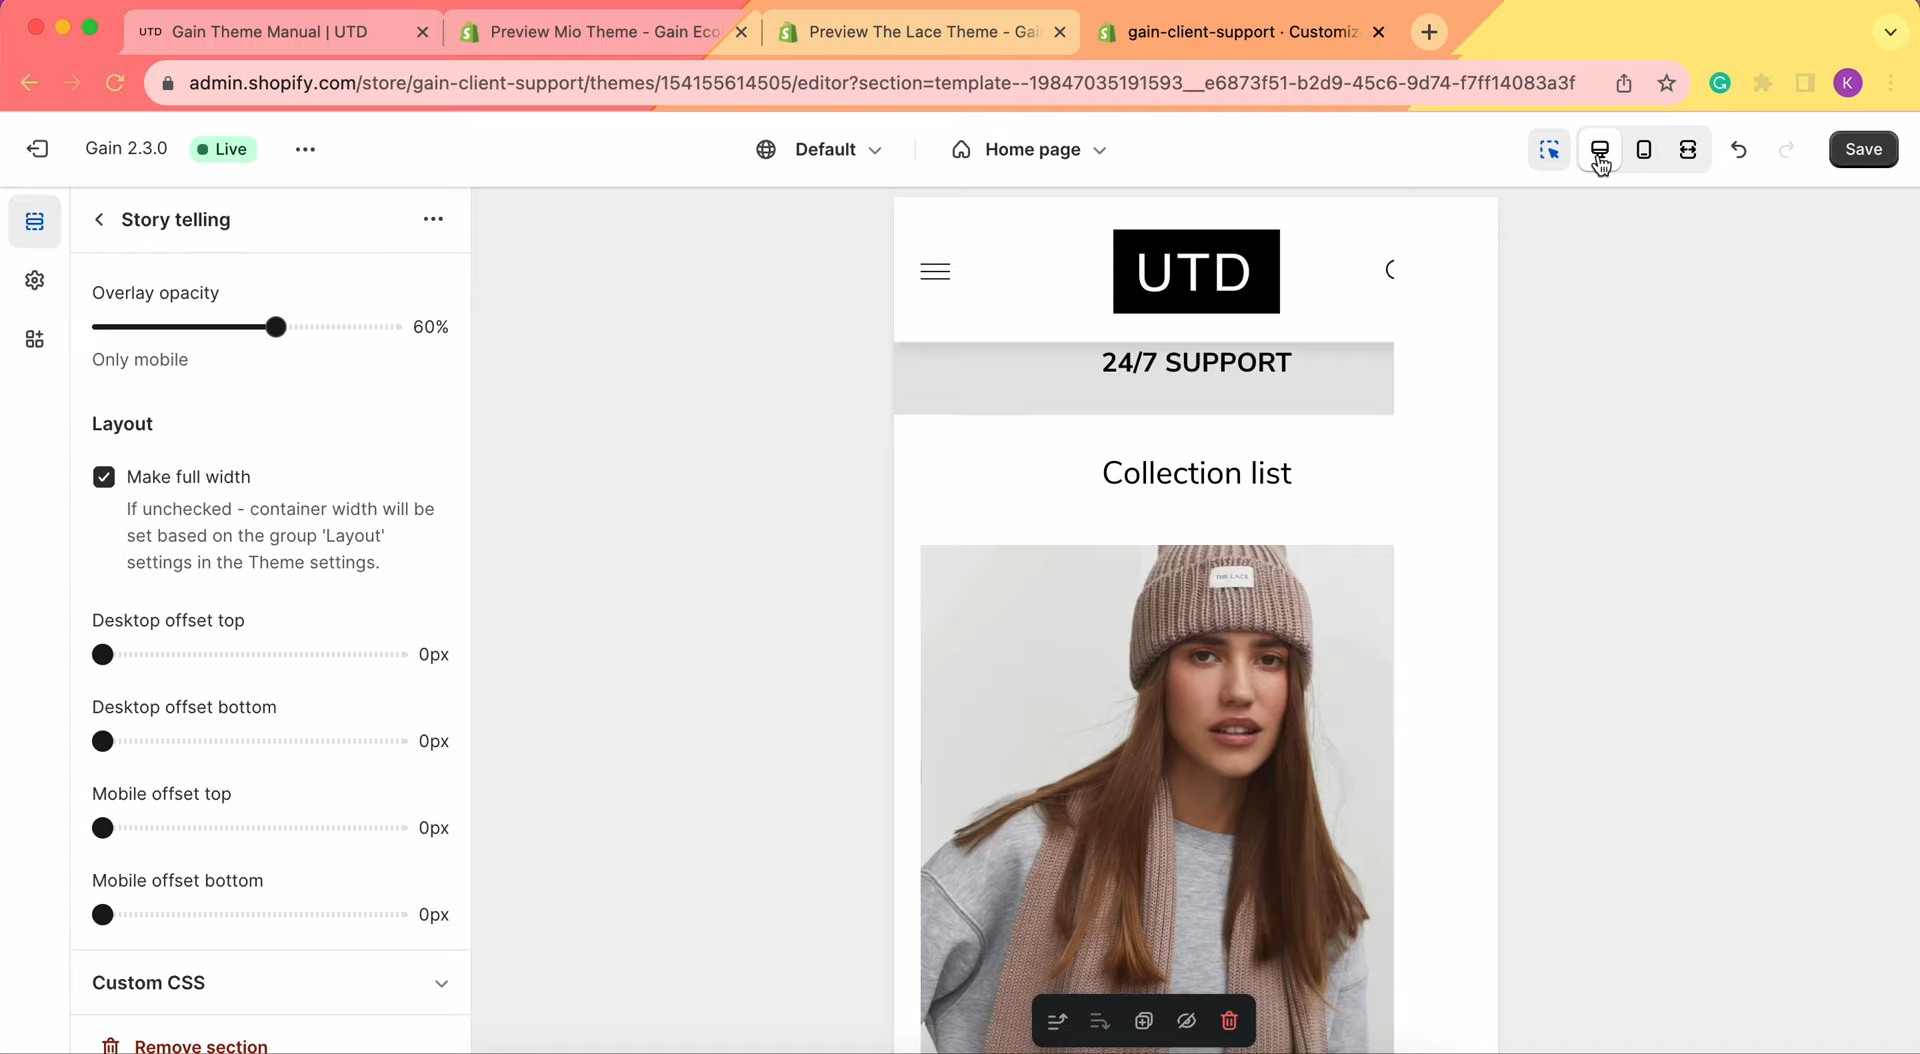 UTD Gain Theme Manual | UTD
Preview Mio Theme - Gain Eco
Preview The Lace Theme - Gai
gain-client-support · Customiz
admin.shopify.com/store/gain-client-support/themes/154155614505/editor?section=template--19847035191593__e6873f51-b2d9-45c6-9d74-f7ff14083a3f
K
Gain 2.3.0
Live
Default
Home page
Save
Story telling
Overlay opacity
60%
Only mobile
Layout
Make full width
If unchecked - container width will be
set based on the group 'Layout'
settings in the Theme settings.
Desktop offset top
0px
Desktop offset bottom
0px
Mobile offset top
0px
Mobile offset bottom
0px
Custom CSS
Remove section
UTD
24/7 SUPPORT
Collection list
THE LACE